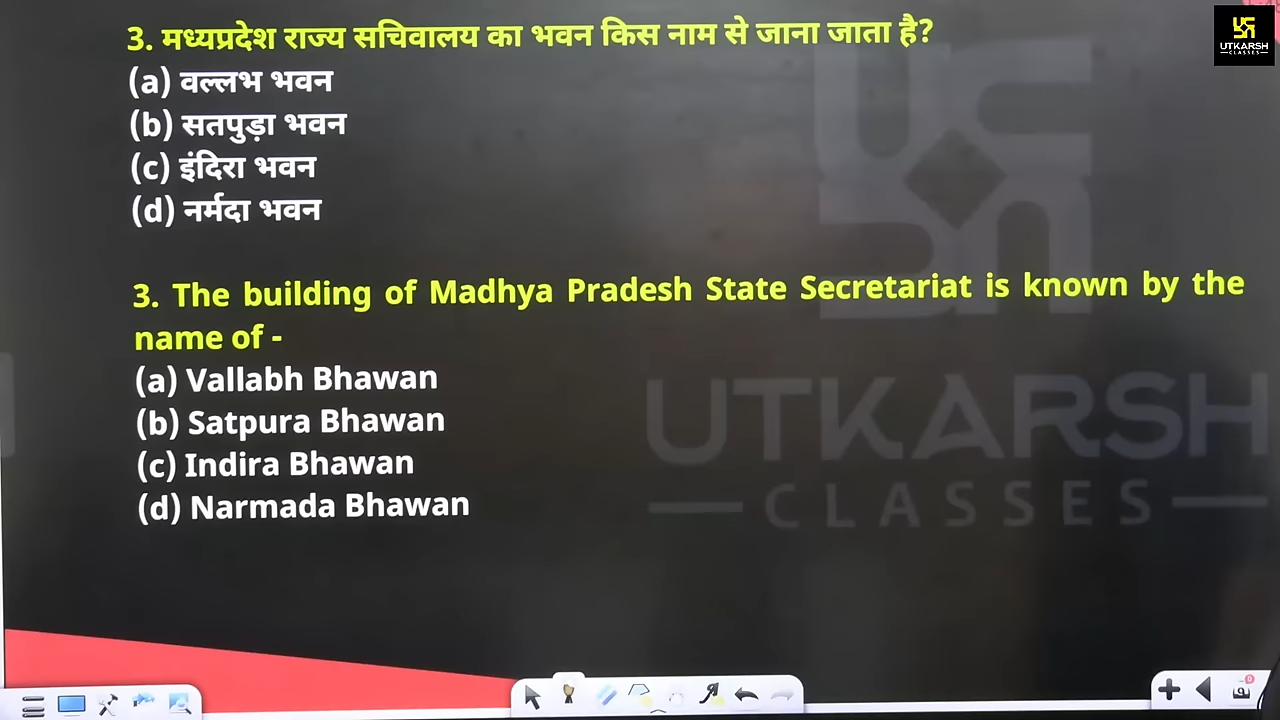 3. मध्यप्रदेश राज्य सचिवालय का भवन किस नाम से जाना जाता है?
(a) वल्लभ भवन
(b) सतपुड़ा भवन
(c) इंदिरा भवन
(d) नर्मदा भवन
3. The building of Madhya Pradesh State Secretariat is known by the
name of -
(a) Vallabh Bhawan
(b) Satpura Bhawan
(c) Indira Bhawan
(d) Narmada Bhawan
UTKARSH
CLASSES
UTKARSH
CLASSES